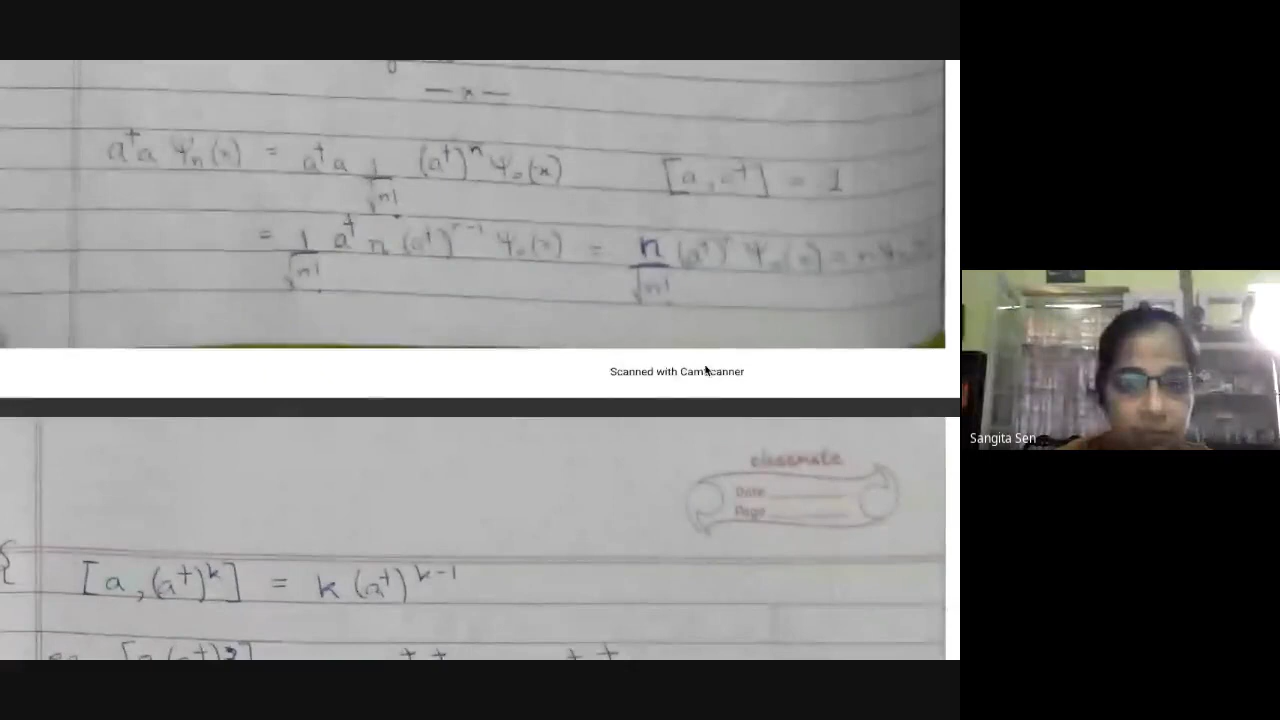 — x —
a†a Ψn(x) = a†a 1/√n! (a†)^n Ψ₀(x) [a, a†] = 1
= 1/√n! a† n (a†)^n-1 Ψ₀(x) = n/√n! (a†)^n Ψ₀(x) = n Ψn
Scanned with CamScanner
classmate
Date
Page
[a, (a†)^k] = k (a†)^k-1
Sangita Sen